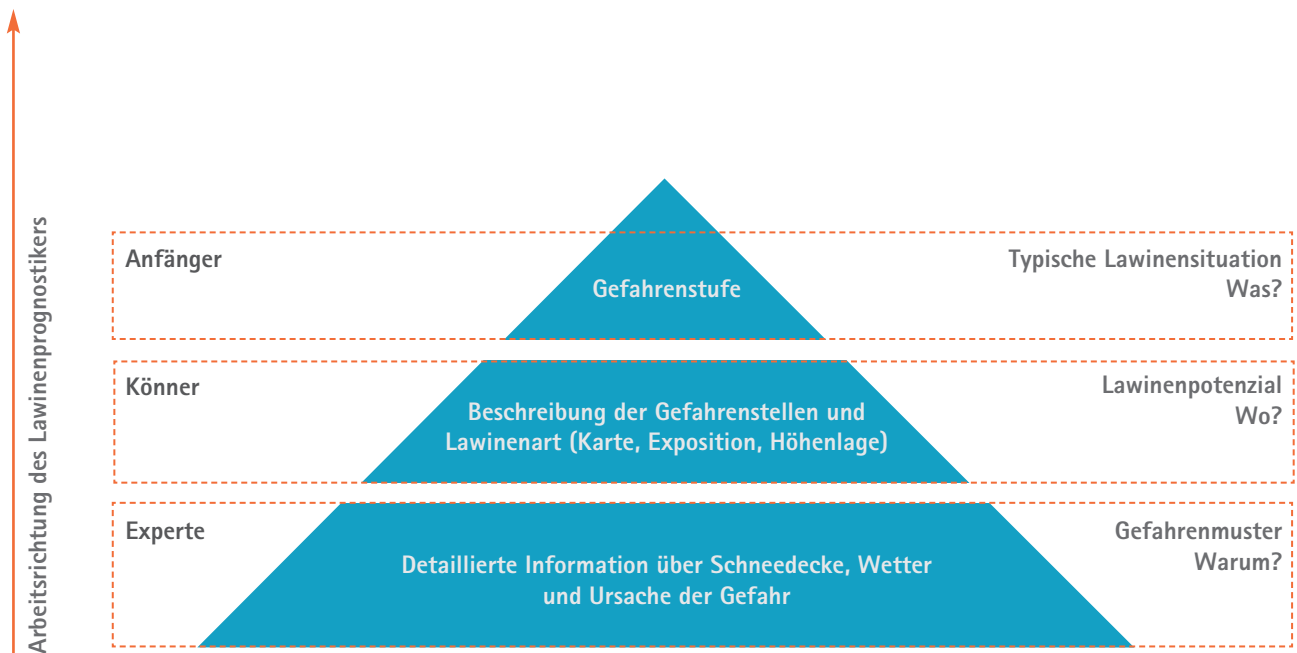 Arbeitsrichtung des Lawinenprognostikers
Anfänger
Gefahrenstufe
Typische Lawinensituation
Was?
Könner
Beschreibung der Gefahrenstellen und
Lawinenart (Karte, Exposition, Höhenlage)
Lawinenpotenzial
Wo?
Experte
Detaillierte Information über Schneedecke, Wetter
und Ursache der Gefahr
Gefahrenmuster
Warum?